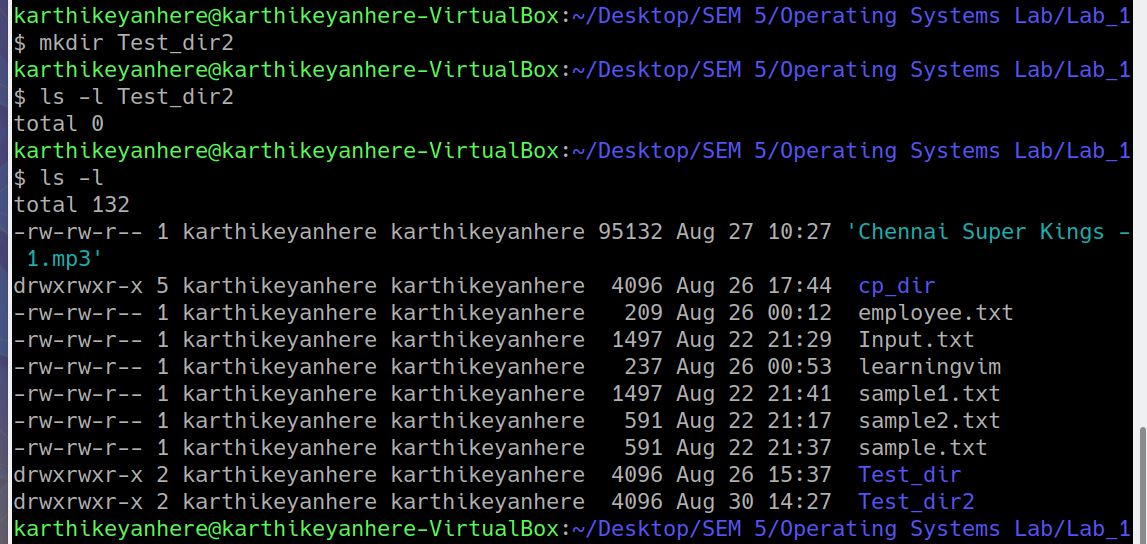 karthikeyanhere@karthikeyanhere-VirtualBox:~/Desktop/SEM 5/Operating Systems Lab/Lab_1
$ mkdir Test_dir2
karthikeyanhere@karthikeyanhere-VirtualBox:~/Desktop/SEM 5/Operating Systems Lab/Lab_1
$ ls -l Test_dir2
total 0
karthikeyanhere@karthikeyanhere-VirtualBox:~/Desktop/SEM 5/Operating Systems Lab/Lab_1
$ ls -l
total 132
-rw-rw-r-- 1 karthikeyanhere karthikeyanhere 95132 Aug 27 10:27 'Chennai Super Kings -
 1.mp3'
drwxrwxr-x 5 karthikeyanhere karthikeyanhere  4096 Aug 26 17:44  cp_dir
-rw-rw-r-- 1 karthikeyanhere karthikeyanhere   209 Aug 26 00:12  employee.txt
-rw-rw-r-- 1 karthikeyanhere karthikeyanhere  1497 Aug 22 21:29  Input.txt
-rw-rw-r-- 1 karthikeyanhere karthikeyanhere   237 Aug 26 00:53  learningvim
-rw-rw-r-- 1 karthikeyanhere karthikeyanhere  1497 Aug 22 21:41  sample1.txt
-rw-rw-r-- 1 karthikeyanhere karthikeyanhere   591 Aug 22 21:17  sample2.txt
-rw-rw-r-- 1 karthikeyanhere karthikeyanhere   591 Aug 22 21:37  sample.txt
drwxrwxr-x 2 karthikeyanhere karthikeyanhere  4096 Aug 26 15:37  Test_dir
drwxrwxr-x 2 karthikeyanhere karthikeyanhere  4096 Aug 30 14:27  Test_dir2
karthikeyanhere@karthikeyanhere-VirtualBox:~/Desktop/SEM 5/Operating Systems Lab/Lab_1